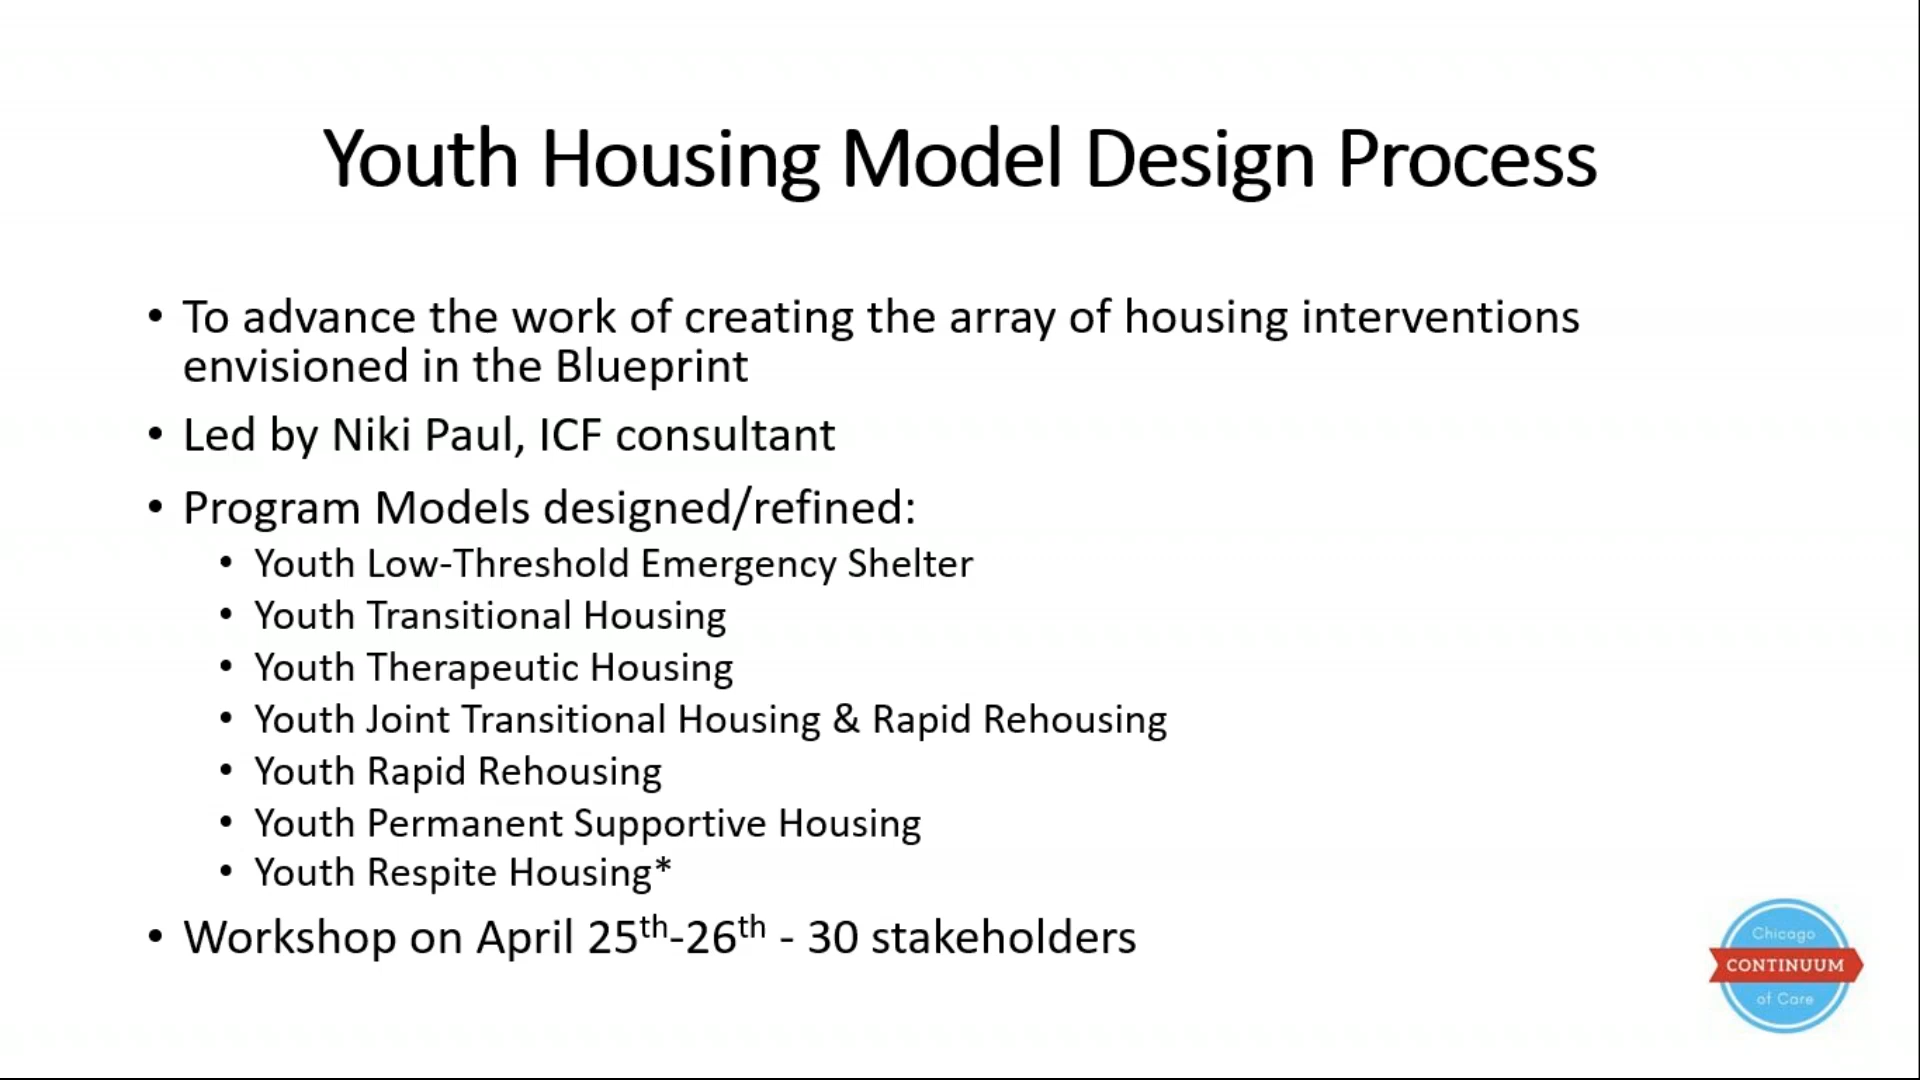 Youth Housing Model Design Process
• To advance the work of creating the array of housing interventions
envisioned in the Blueprint
• Led by Niki Paul, ICF consultant
• Program Models designed/refined:
• Youth Low-Threshold Emergency Shelter
• Youth Transitional Housing
• Youth Therapeutic Housing
• Youth Joint Transitional Housing & Rapid Rehousing
• Youth Rapid Rehousing
• Youth Permanent Supportive Housing
• Youth Respite Housing*
• Workshop on April 25th-26th - 30 stakeholders
Chicago
CONTINUUM
of Care